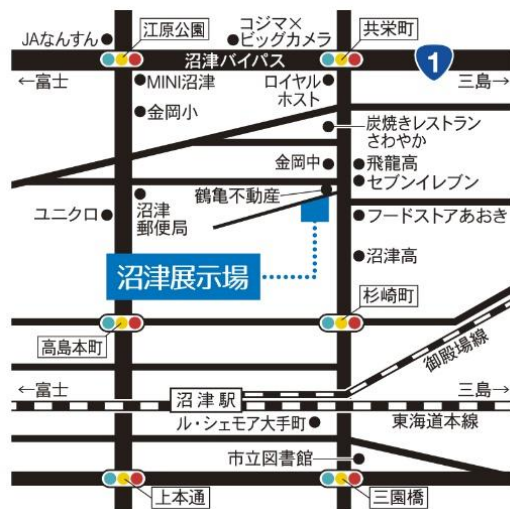 コジマ×
ビッグカメラ
JAなんすん
江原公園
共栄町
沼津バイパス
1
←富士
三島→
MINI沼津
ロイヤル
ホスト
金岡小
炭焼きレストラン
さわやか
金岡中
飛龍高
セブンイレブン
鶴亀不動産
ユニクロ
沼津
郵便局
フードストアあおき
沼津高
沼津展示場
杉崎町
高島本町
御殿場線
←富士
三島→
沼津駅
東海道本線
ル・シェモア大手町
市立図書館
上本通
三園橋